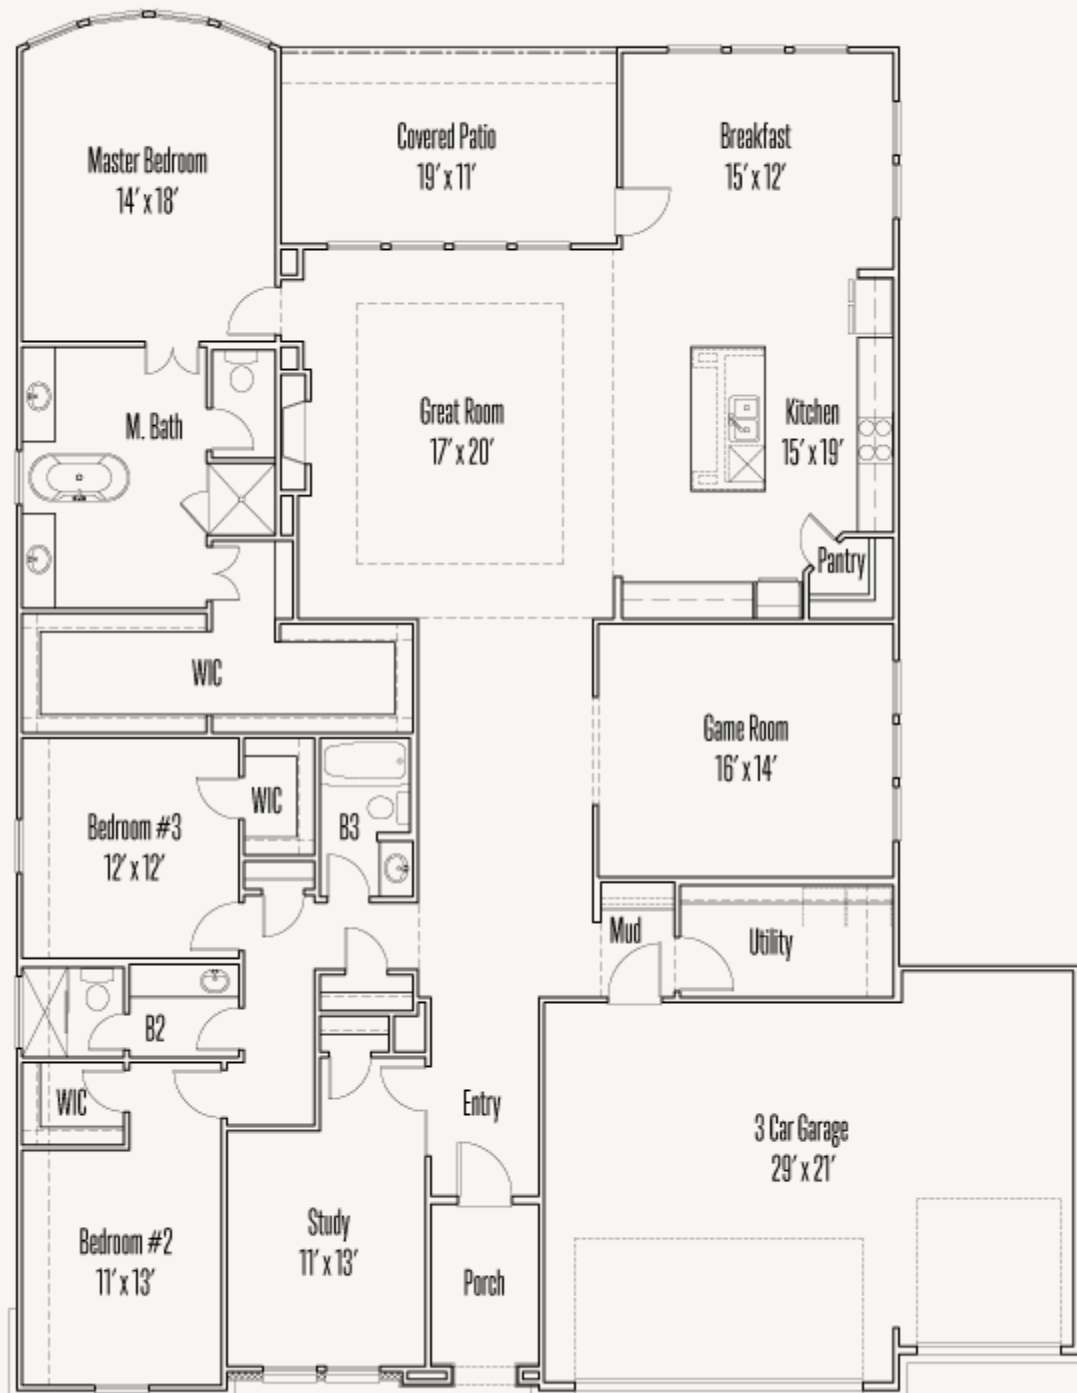 Master Bedroom
14' x 18'
Covered Patio
19' x 11'
Breakfast
15' x 12'
M. Bath
Great Room
17' x 20'
Kitchen
15' x 19'
Pantry
WIC
Game Room
16' x 14'
Bedroom #3
12' x 12'
WIC
B3
Mud
Utility
B2
WIC
Entry
3 Car Garage
29' x 21'
Bedroom #2
11' x 13'
Study
11' x 13'
Porch